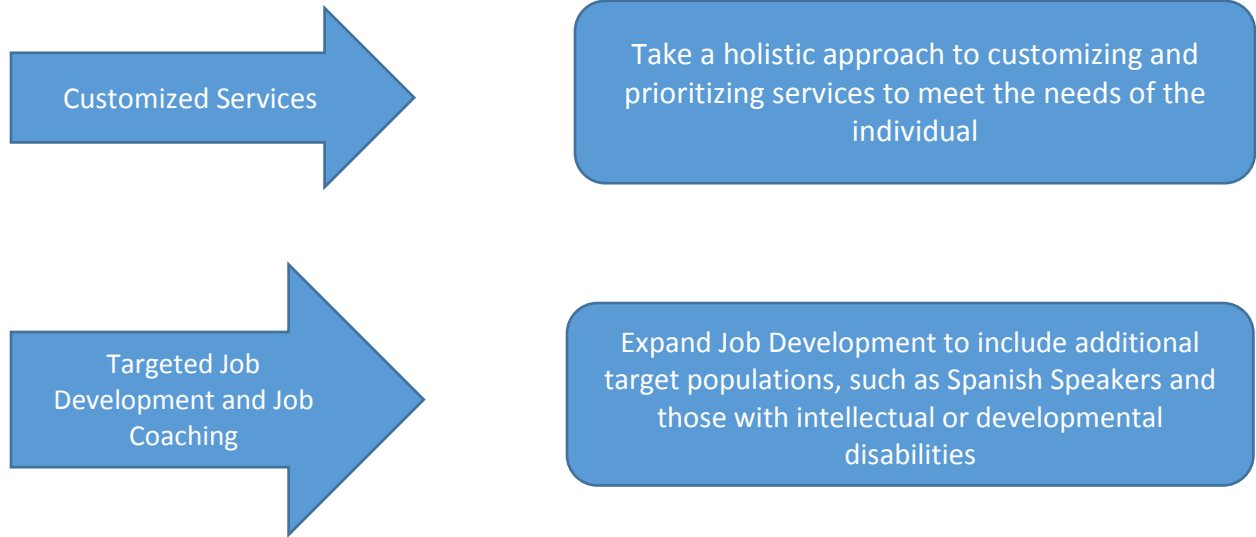 Customized Services
Take a holistic approach to customizing and
prioritizing services to meet the needs of the
individual
Targeted Job
Development and Job
Coaching
Expand Job Development to include additional
target populations, such as Spanish Speakers and
those with intellectual or developmental
disabilities